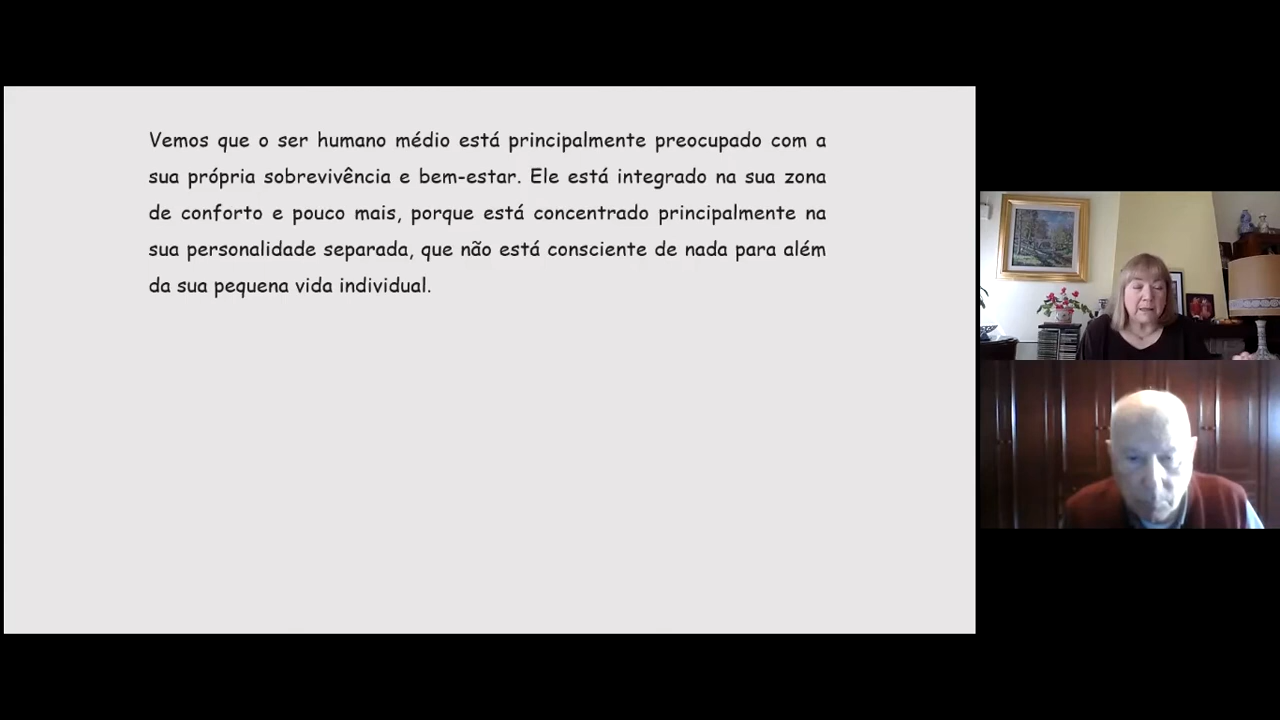 Vemos que o ser humano médio está principalmente preocupado com a
sua própria sobrevivência e bem-estar. Ele está integrado na sua zona
de conforto e pouco mais, porque está concentrado principalmente na
sua personalidade separada, que não está consciente de nada para além
da sua pequena vida individual.